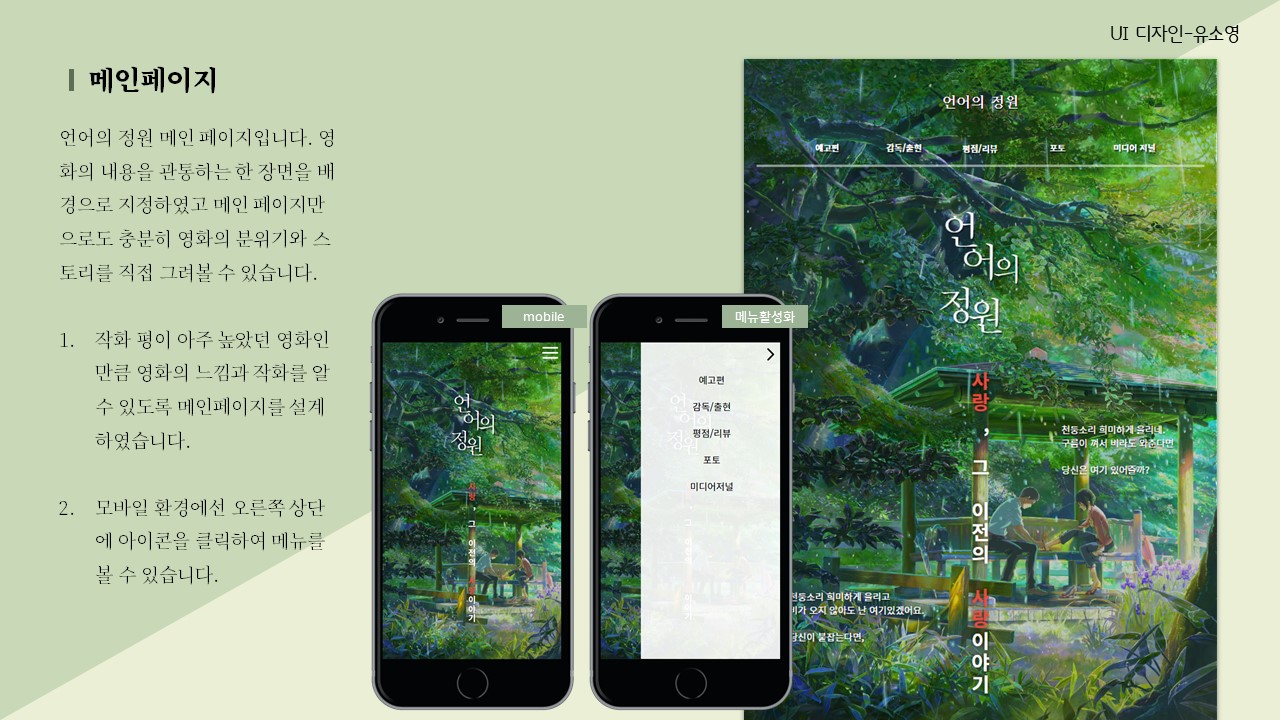 UI 디자인-유소영
메인페이지
언어의 정원 메인 페이지입니다. 영
화의 내용을 관통하는 한 장면을 배
경으로 지정하였고 메인 페이지만
으로도 충분히 영화의 분위기와 스
토리를 직접 그려볼 수 있습니다.
1. 작화 평이 아주 높았던 영화인
만큼 영화의 느낌과 작화를 알
수 있도록 메인페이지를 설계
하였습니다.
2. 모바일 환경에선 오른쪽 상단
에 아이콘을 클릭하여 메뉴를
볼 수 있습니다.
mobile
언
어의
정원
사랑, 그 이전의 사랑이야기
메뉴활성화
예고편
감독/출현
평점/리뷰
포토
미디어저널
언
어의
정원
언어의 정원
예고편 감독/출현 평점/리뷰 포토 미디어 저널
언
어의
정원
사랑, 그 이전의 사랑이야기
천둥소리 희미하게 울리네.
구름이 껴서 비라도 와준다면
당신은 여기 있어줄까?
천둥소리 희미하게 울리고
비가 오지 않아도 난 여기있겠어요,
당신이 붙잡는다면,